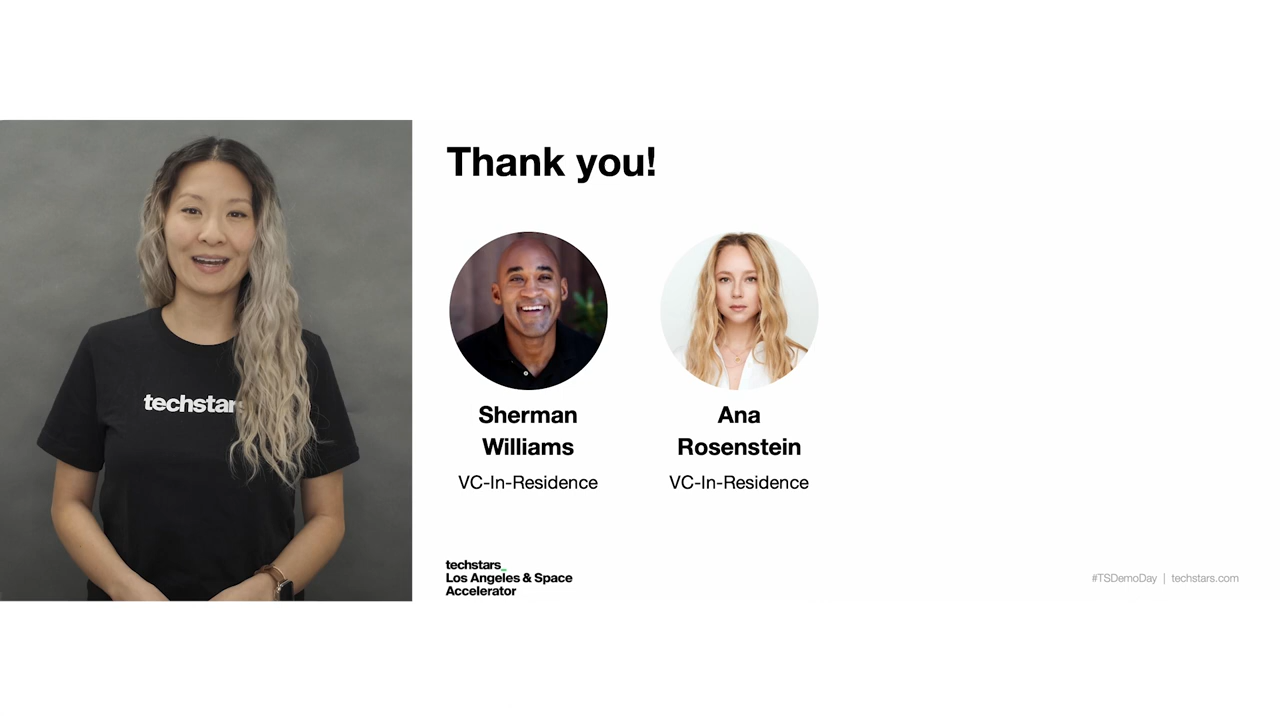 Thank you!
techstars
Sherman
Williams
VC-In-Residence
Ana
Rosenstein
VC-In-Residence
techstars_
Los Angeles & Space
Accelerator
#TSDemoDay | techstars.com